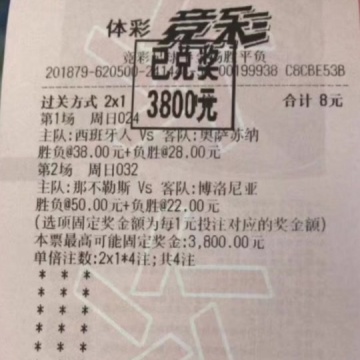 体彩 竞彩
已兑奖
3800元
过关方式 2x1 合计 8元
第1场 周日024
主队:西班牙人 Vs 客队:奥萨苏纳
胜负@38.00元+负胜@28.00元
第2场 周日032
主队:那不勒斯 Vs 客队:博洛尼亚
胜负@50.00元+负胜@22.00元
(选项固定奖金额为每1元投注对应的奖金额)
本票最高可能固定奖金:3,800.00元
单倍注数:2x1*4注;共4注
* * *
* * *
* * *
* * *
* * *